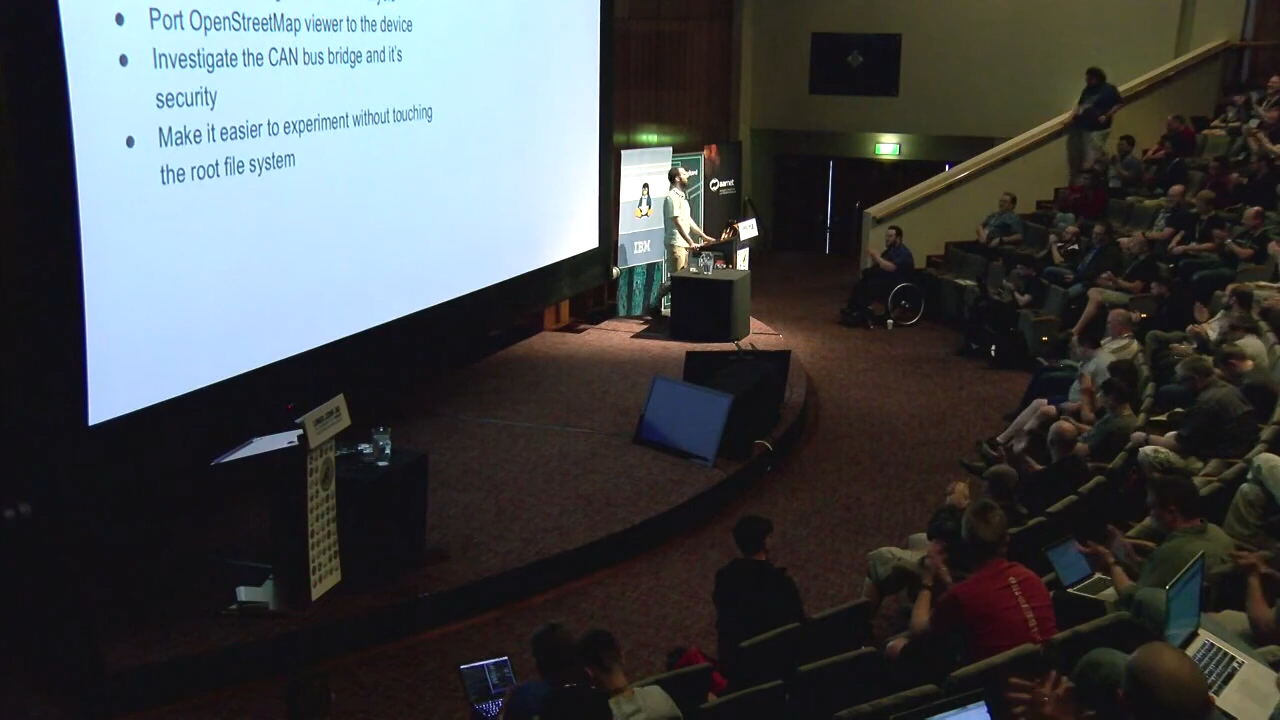 Port OpenStreetMap viewer to the device
Investigate the CAN bus bridge and it's
security
Make it easier to experiment without touching
the root file system
IBM
aarnet